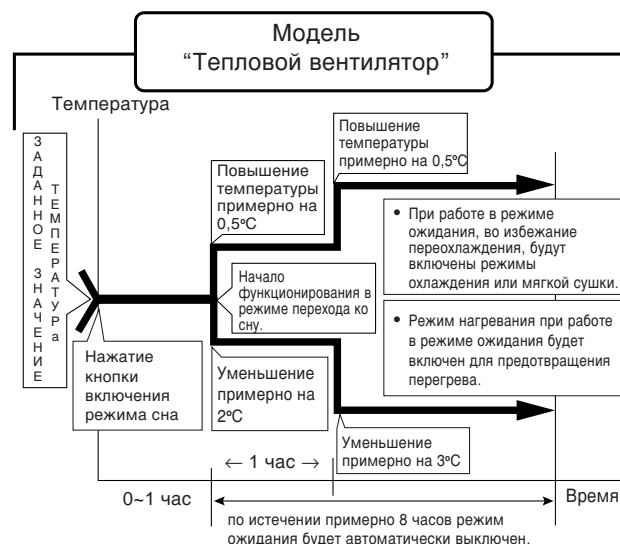 Модель
“Тепловой вентилятор”
Температура
ЗАДАННОЕ ЗНАЧЕНИЕ
ТЕМПЕРАТУРа
Повышение
температуры
примерно на 0,5ºC
Повышение
температуры
примерно на
0,5ºC
• При работе в режиме
ожидания, во избежание
переохлаждения, будут
включены режимы
охлаждения или мягкой сушки.
Начало
функционирования в
режиме перехода ко
сну.
• Режим нагревания при работе
в режиме ожидания будет
включен для предотвращения
перегрева.
Нажатие
кнопки
включения
режима сна
Уменьшение
примерно на
2ºC
Уменьшение
примерно на 3ºC
← 1 час →
0~1 час
Время
по истечении примерно 8 часов режим
ожидания будет автоматически выключен.